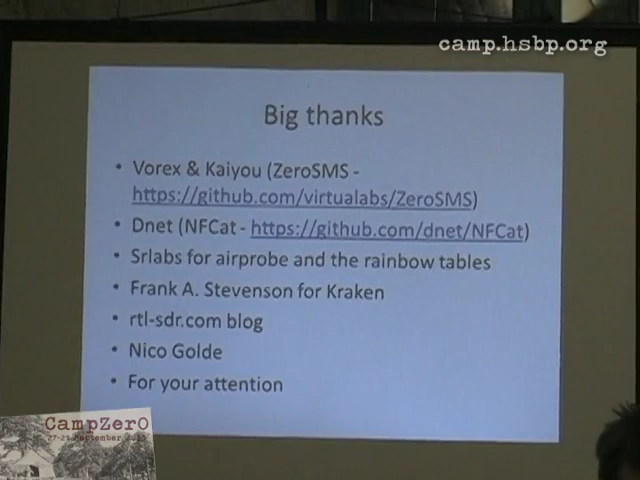 camp.hsbp.org
Big thanks
• Vorex & Kaiyou (ZeroSMS -
https://github.com/virtualabs/ZeroSMS)
• Dnet (NFCat - https://github.com/dnet/NFCat)
• Srlabs for airprobe and the rainbow tables
• Frank A. Stevenson for Kraken
• rtl-sdr.com blog
• Nico Golde
• For your attention
CampZer0
September